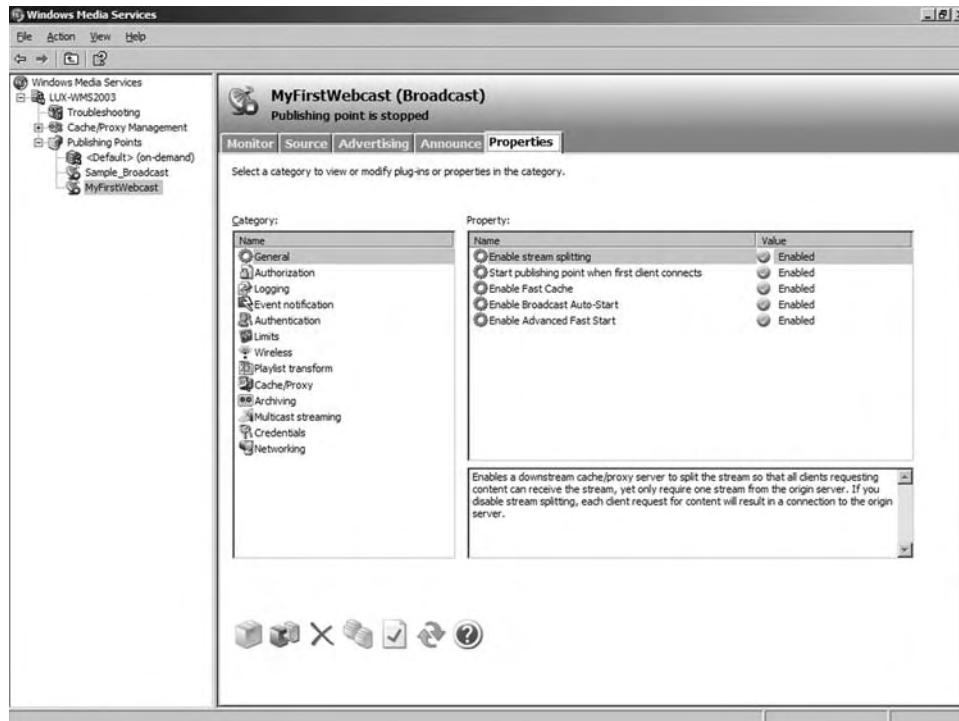 Windows Media Services
File Action View Help
Windows Media Services
LUX-WMS2003
Troubleshooting
Cache/Proxy Management
Publishing Points
<Default> (on-demand)
Sample_Broadcast
MyFirstWebcast
MyFirstWebcast (Broadcast)
Publishing point is stopped
Monitor Source Advertising Announce Properties
Select a category to view or modify plug-ins or properties in the category.
Category:
Name
General
Authorization
Logging
Event notification
Authentication
Limits
Wireless
Playlist transform
Cache/Proxy
Archiving
Multicast streaming
Credentials
Networking
Property:
Name Value
Enable stream splitting Enabled
Start publishing point when first client connects Enabled
Enable Fast Cache Enabled
Enable Broadcast Auto-Start Enabled
Enable Advanced Fast Start Enabled
Enables a downstream cache/proxy server to split the stream so that all clients requesting
content can receive the stream, yet only require one stream from the origin server. If you
disable stream splitting, each client request for content will result in a connection to the origin
server.